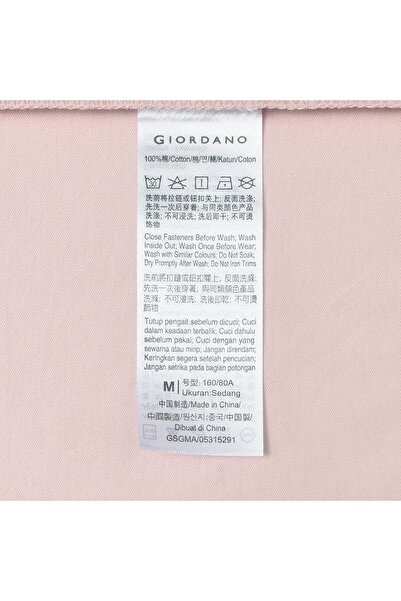 GIORDANO
100%棉/Cotton/棉/면/綿/Katun/Coton
洗前将拉链或钮扣关上；反面洗涤；
先洗一次后穿着；与同类颜色产品
洗涤；不可浸洗；洗后即干；不可烫
饰物
Close Fasteners Before Wash; Wash
Inside Out; Wash Once Before Wear;
Wash with Similar Colours; Do Not Soak;
Dry Promptly After Wash; Do Not Iron Trims
洗前將拉鏈或鈕扣關上；反面洗滌；
先洗一次後穿著；與同類顏色產品
洗滌；不可浸洗；洗後即乾；不可燙
飾物
Tutup pengait sebelum dicuci; Cuci
dalam keadaan terbalik; Cuci dahulu
sebelum pakai; Cuci dengan yang
sewarna atau mirip; Jangan direndam;
Keringkan segera setelah pencucian;
Jangan setrika pada bagian potongan
M 号型: 160/80A
Ukuran: Sedang
中国制造/Made in China/
中國製造/원산지: 중국/中国製/
Dibuat di China
GSGMA/05315291